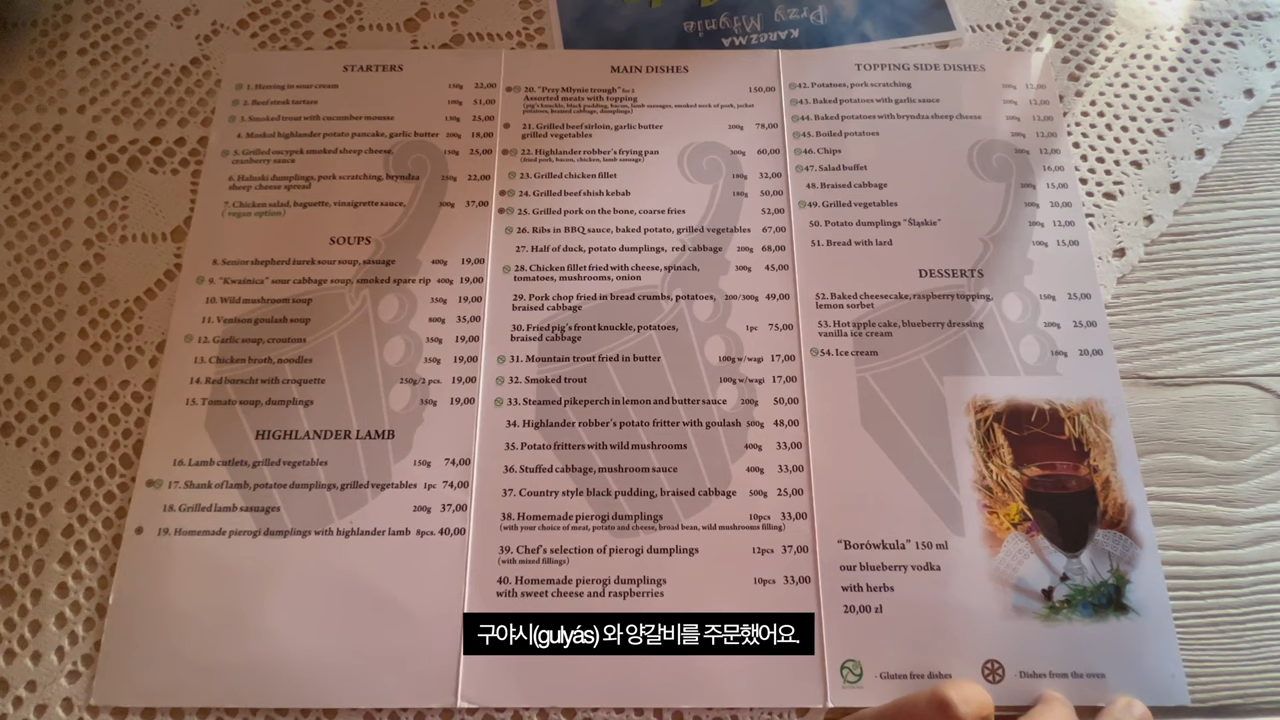 KARCZMA
Przy Młynie
STARTERS
1. Herring in sour cream 150g 22,00
2. Beef steak tartare 180g 51,00
3. Smoked trout with cucumber mousse 150g 25,00
4. Moskol highlander potato pancake, garlic butter 200g 18,00
5. Grilled oscypek smoked sheep cheese, 150g 25,00
cranberry sauce
6. Haluski dumplings, pork scratching, bryndza 250g 22,00
sheep cheese spread
7. Chicken salad, baguette, vinaigrette sauce, 300g 37,00
(vegan option)
SOUPS
8. Senior shepherd żurek sour soup, sasuage 400g 19,00
9. "Kwaśnica" sour cabbage soup, smoked spare rip 400g 19,00
10. Wild mushroom soup 350g 19,00
11. Venison goulash soup 800g 35,00
12. Garlic soup, croutons 350g 19,00
13. Chicken broth, noodles 350g 19,00
14. Red barscht with croquette 250g/2 pcs. 19,00
15. Tomato soup, dumplings 350g 19,00
HIGHLANDER LAMB
16. Lamb cutlets, grilled vegetables 150g 74,00
17. Shank of lamb, potatoe dumplings, grilled vegetables 1pc 74,00
18. Grilled lamb sasuages 200g 37,00
19. Homemade pierogi dumplings with highlander lamb 8pcs. 40,00
MAIN DISHES
20. "Przy Młynie trough" for 2 150,00
Assorted meats with topping
(pig's knuckle, black pudding, bacon, lamb sausages, smoked neck of pork, jacket
potatoes, braised cabbage, dumplings)
21. Grilled beef sirloin, garlic butter 200g 78,00
grilled vegetables
22. Highlander robber's frying pan 300g 60,00
(fried pork, bacon, chicken, lamb sausage)
23. Grilled chicken fillet 180g 32,00
24. Grilled beef shish kebab 180g 50,00
25. Grilled pork on the bone, coarse fries 52,00
26. Ribs in BBQ sauce, baked potato, grilled vegetables 67,00
27. Half of duck, potato dumplings, red cabbage 200g 68,00
28. Chicken fillet fried with cheese, spinach, 300g 45,00
tomatoes, mushrooms, onion
29. Pork chop fried in bread crumbs, potatoes, 200/300g 49,00
braised cabbage
30. Fried pig's front knuckle, potatoes, 1pc 75,00
braised cabbage
31. Mountain trout fried in butter 100g w/wagi 17,00
32. Smoked trout 100g w/wagi 17,00
33. Steamed pikeperch in lemon and butter sauce 200g 50,00
34. Highlander robber's potato fritter with goulash 500g 48,00
35. Potato fritters with wild mushrooms 400g 33,00
36. Stuffed cabbage, mushroom sauce 400g 33,00
37. Country style black pudding, braised cabbage 500g 25,00
38. Homemade pierogi dumplings 10pcs 33,00
(with your choice of meat, potato and cheese, broad bean, wild mushrooms filling)
39. Chef's selection of pierogi dumplings 12pcs 37,00
(with mixed fillings)
40. Homemade pierogi dumplings 10pcs 33,00
with sweet cheese and raspberries
TOPPING SIDE DISHES
42. Potatoes, pork scratching 200g 12,00
43. Baked potatoes with garlic sauce 200g 12,00
44. Baked potatoes with bryndza sheep cheese 200g 12,00
45. Boiled potatoes 200g 12,00
46. Chips 200g 12,00
47. Salad buffet 16,00
48. Braised cabbage 200g 15,00
49. Grilled vegetables 300g 20,00
50. Potato dumplings "Śląskie" 200g 12,00
51. Bread with lard 100g 15,00
DESSERTS
52. Baked cheesecake, raspberry topping, 150g 25,00
lemon sorbet
53. Hot apple cake, blueberry dressing 200g 25,00
vanilla ice cream
54. Ice cream 160g 20,00
"Borówkula" 150 ml
our blueberry vodka
with herbs
20,00 zł
- Gluten free dishes
- Dishes from the oven
구야시(gulyás) 와 양갈비를 주문했어요.